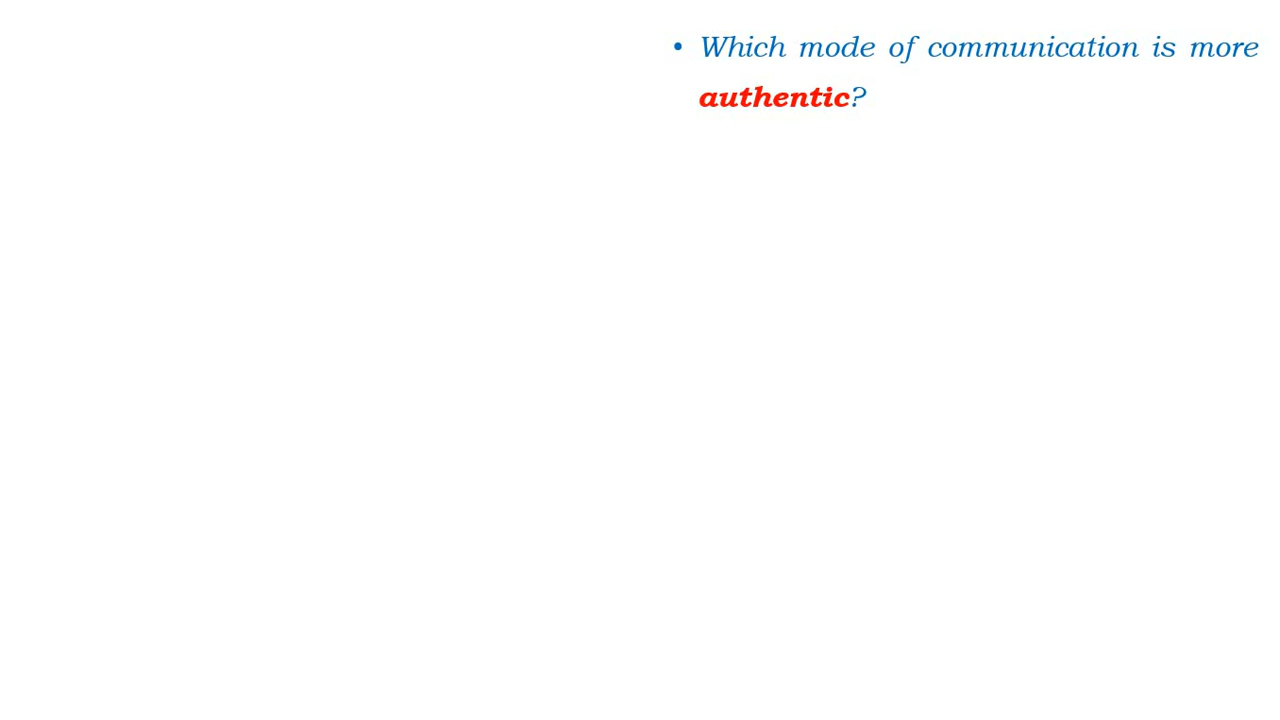 • Which mode of communication is more
authentic?